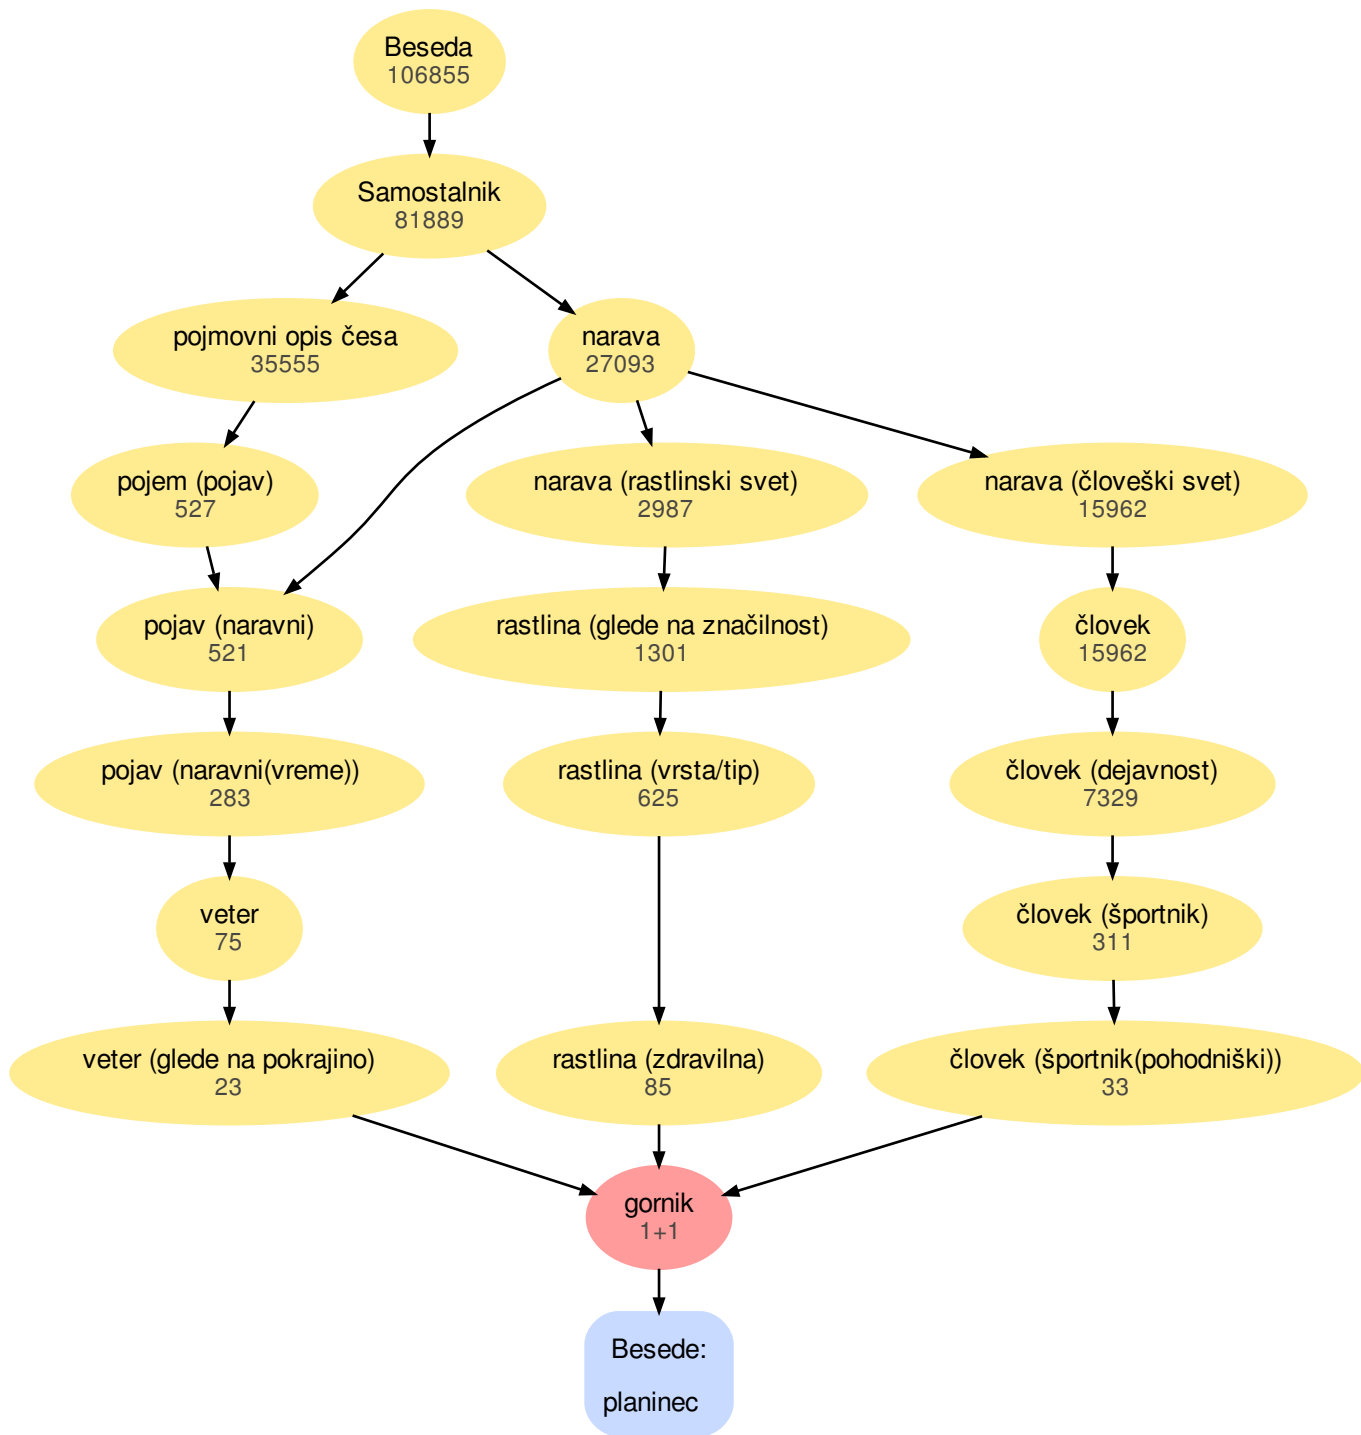 Beseda
106855
Samostalnik
81889
pojmovni opis česa
35555
narava
27093
pojem (pojav)
527
narava (rastlinski svet)
2987
narava (človeški svet)
15962
pojav (naravni)
521
rastlina (glede na značilnost)
1301
človek
15962
pojav (naravni(vreme))
283
rastlina (vrsta/tip)
625
človek (dejavnost)
7329
veter
75
človek (športnik)
311
veter (glede na pokrajino)
23
rastlina (zdravilna)
85
človek (športnik(pohodniški))
33
gornik
1+1
Besede:
planinec